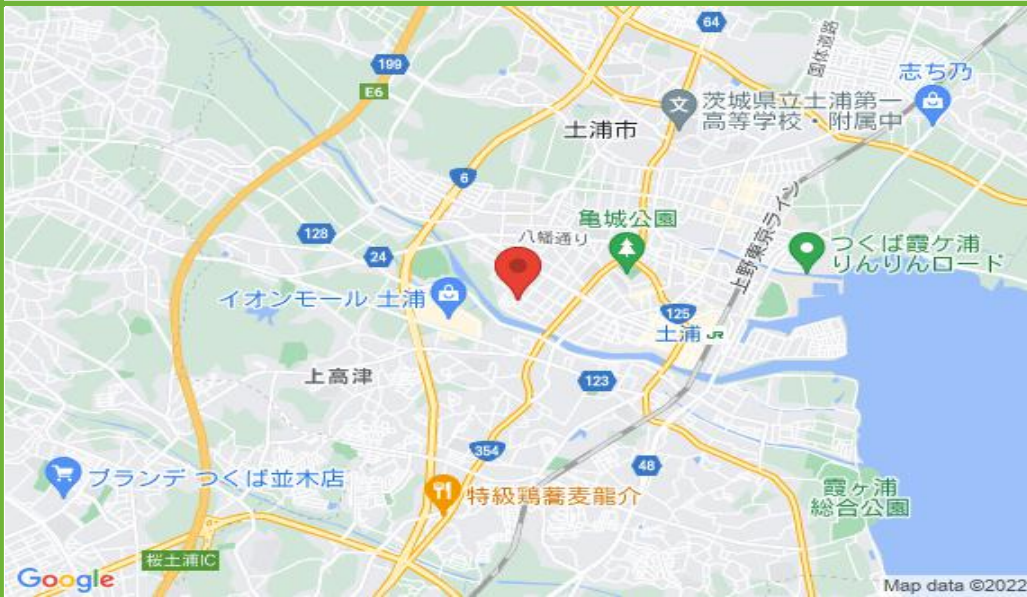 64
国体道路
199
志ち乃
E6
茨城県立土浦第一
高等学校・附属中
土浦市
6
上野東京ライン
128
八幡通り
亀城公園
24
つくば霞ケ浦
りんりんロード
イオンモール 土浦
125
土浦 JR
上高津
123
354
48
ブランデ つくば並木店
特級鶏蕎麦龍介
霞ヶ浦
総合公園
桜土浦IC
Google
Map data ©2022